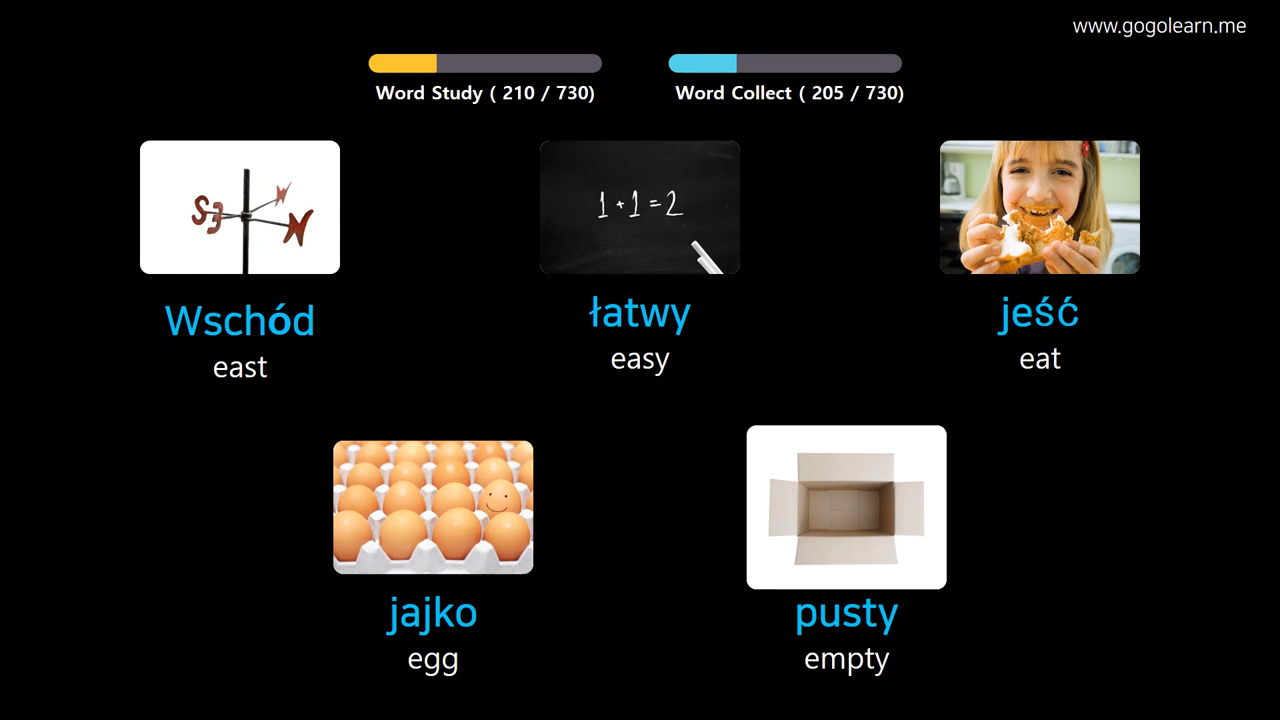 www.gogolearn.me
Word Study ( 210 / 730)
Word Collect ( 205 / 730)
S E W N
1 + 1 = 2
Wschód
east
łatwy
easy
jeść
eat
jajko
egg
pusty
empty